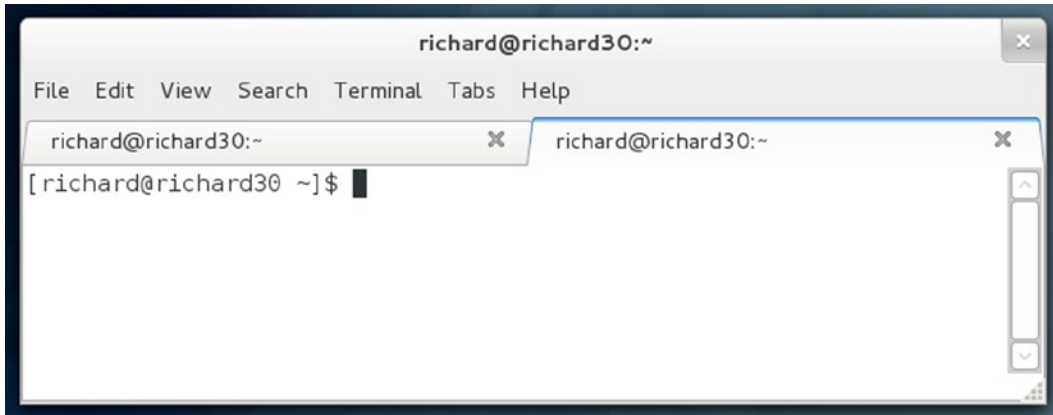 richard@richard30:~
File Edit View Search Terminal Tabs Help
richard@richard30:~ richard@richard30:~
[richard@richard30 ~]$